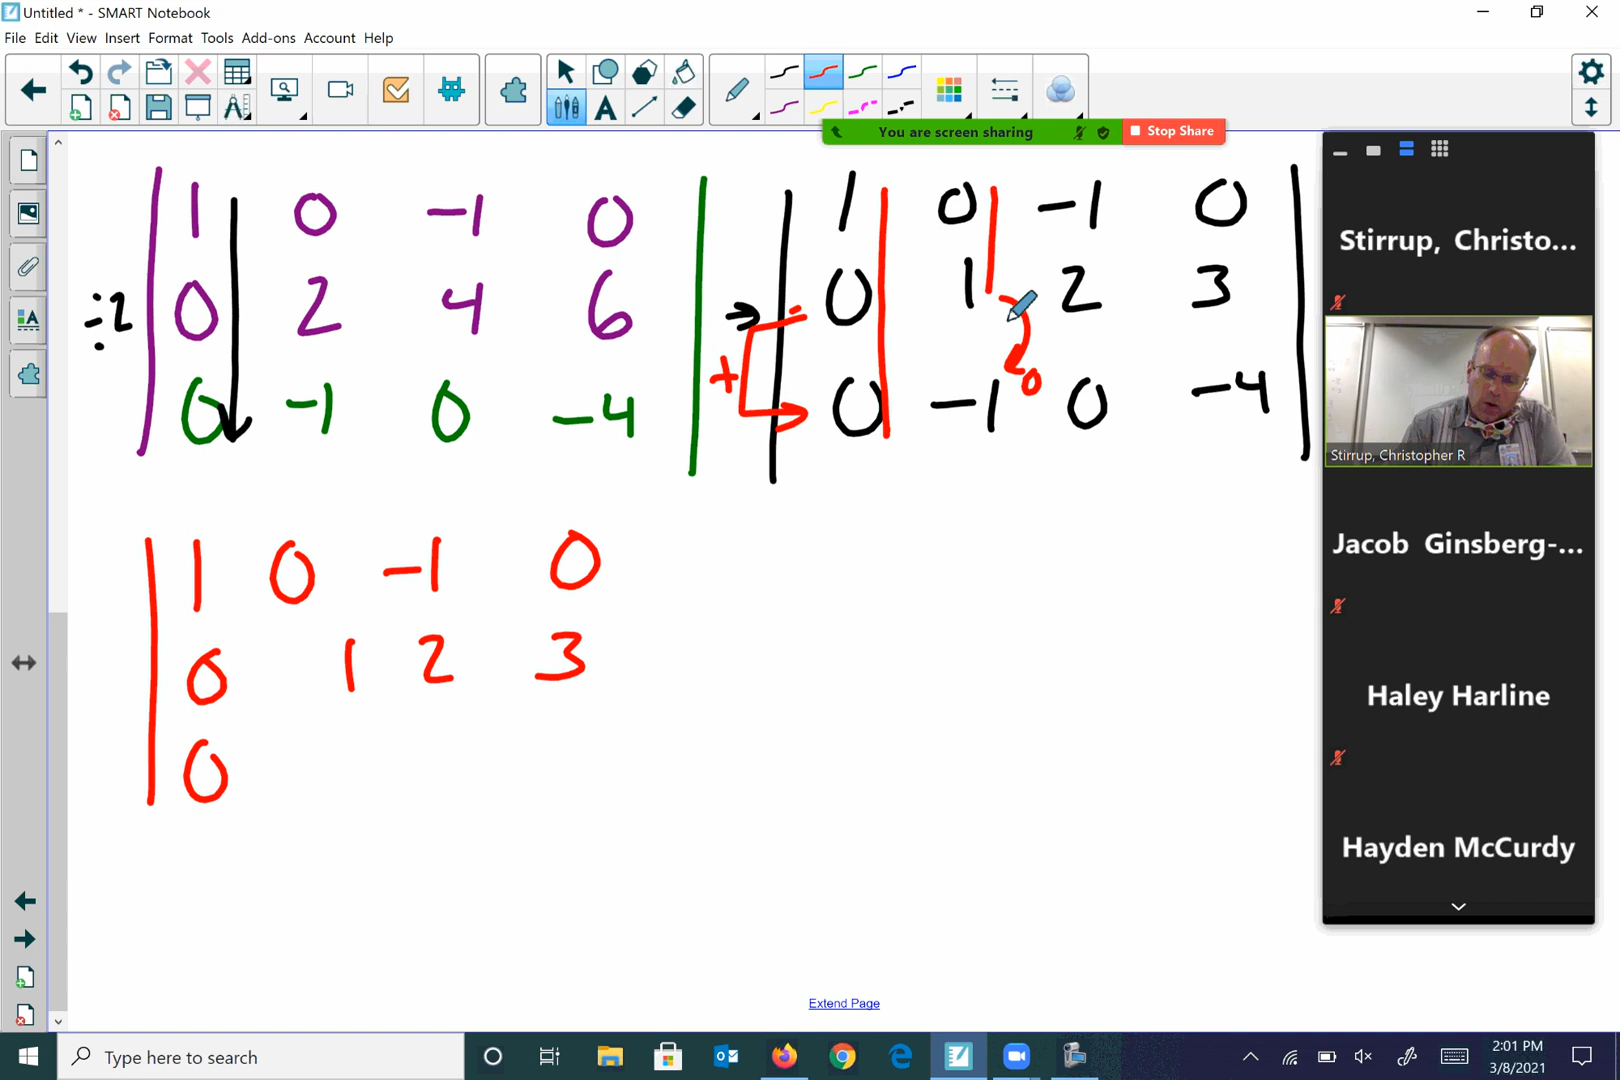 Untitled * - SMART Notebook
File Edit View Insert Format Tools Add-ons Account Help
You are screen sharing
Stop Share
1 0 -1 0
÷2 0 2 4 6
0 -1 0 -4
1 0 -1 0
0 1 2 3
+ 0 -1 0 0 -4
1 0 -1 0
0 1 2 3
0
Stirrup, Christo...
Stirrup, Christopher R
Jacob Ginsberg-...
Haley Harline
Hayden McCurdy
Extend Page
Type here to search
2:01 PM
3/8/2021